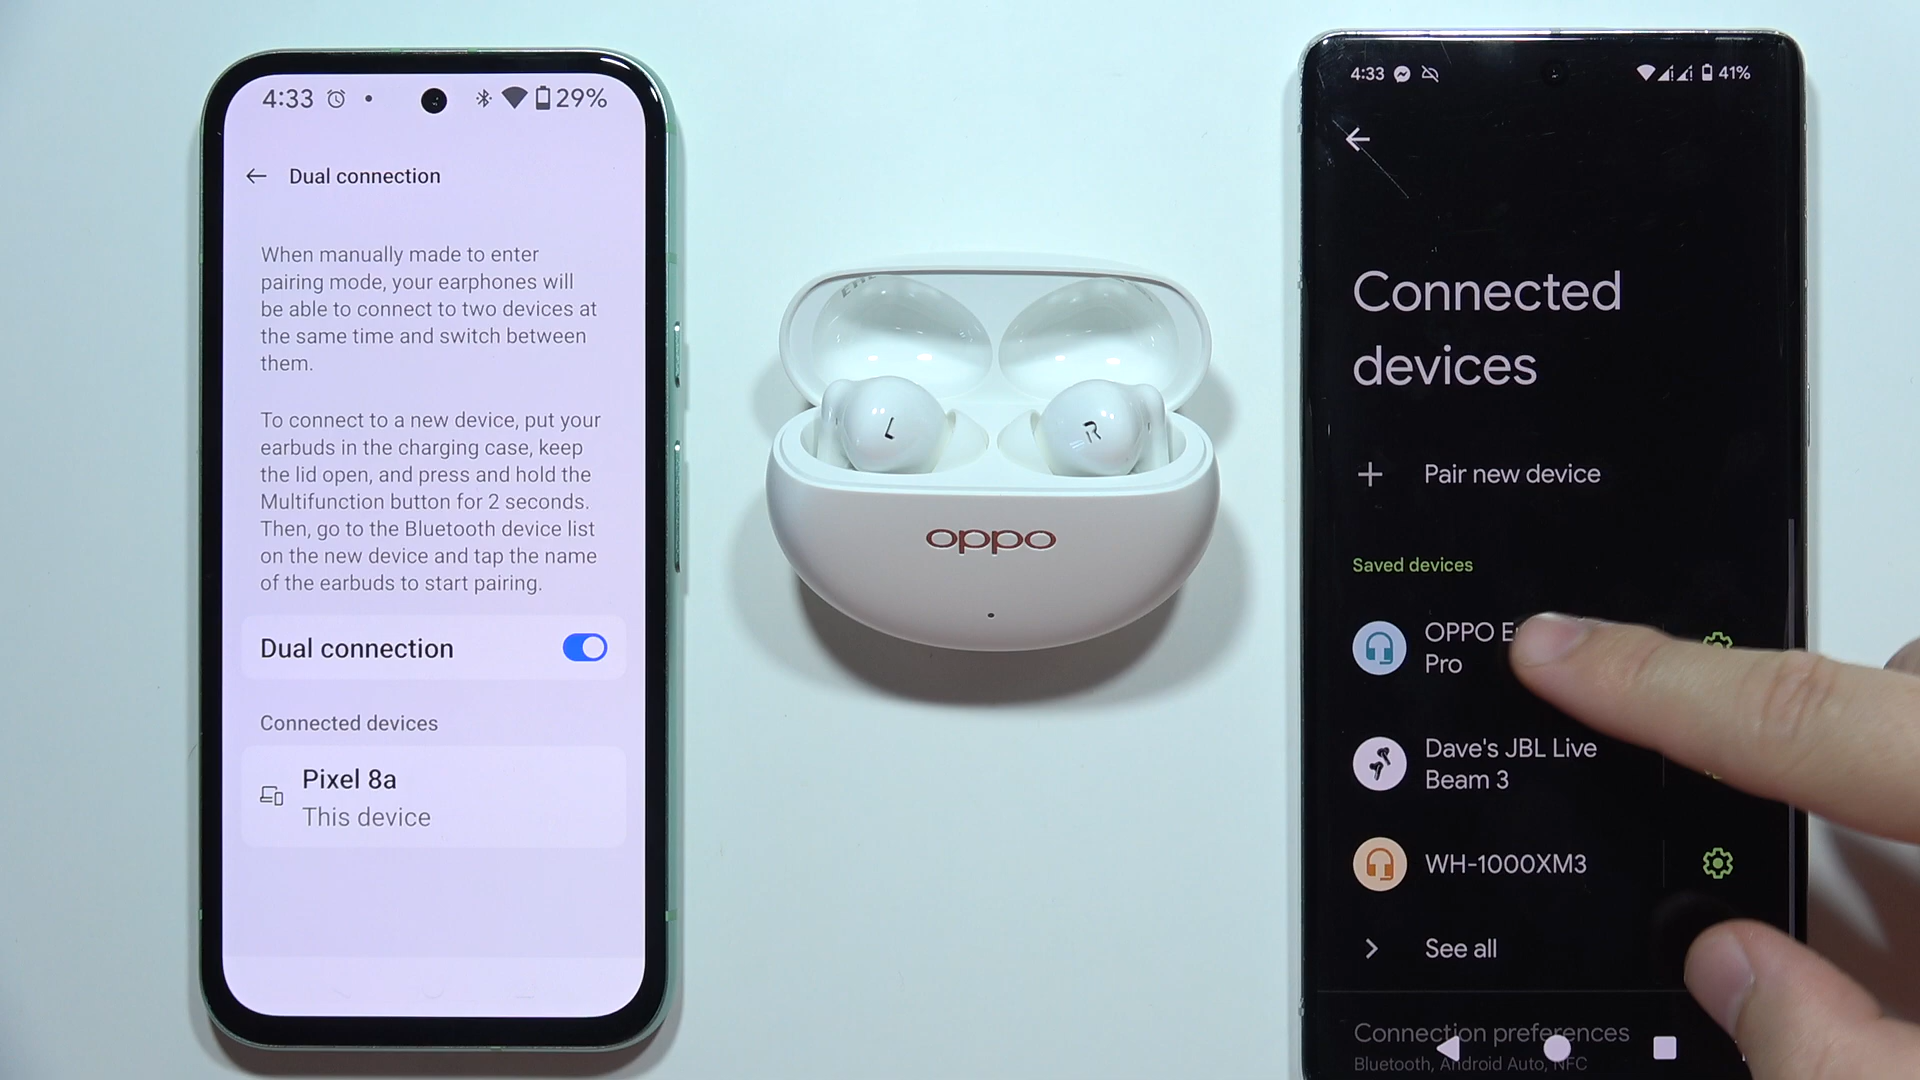 4:33
29%
Dual connection
When manually made to enter
pairing mode, your earphones will
be able to connect to two devices at
the same time and switch between
them.
To connect to a new device, put your
earbuds in the charging case, keep
the lid open, and press and hold the
Multifunction button for 2 seconds.
Then, go to the Bluetooth device list
on the new device and tap the name
of the earbuds to start pairing.
Dual connection
Connected devices
Pixel 8a
This device
L
R
oppo
4:33
41%
Connected
devices
Pair new device
Saved devices
OPPO
Pro
Dave's JBL Live
Beam 3
WH-1000XM3
See all
Connection preferences
Bluetooth, Android Auto, NFC